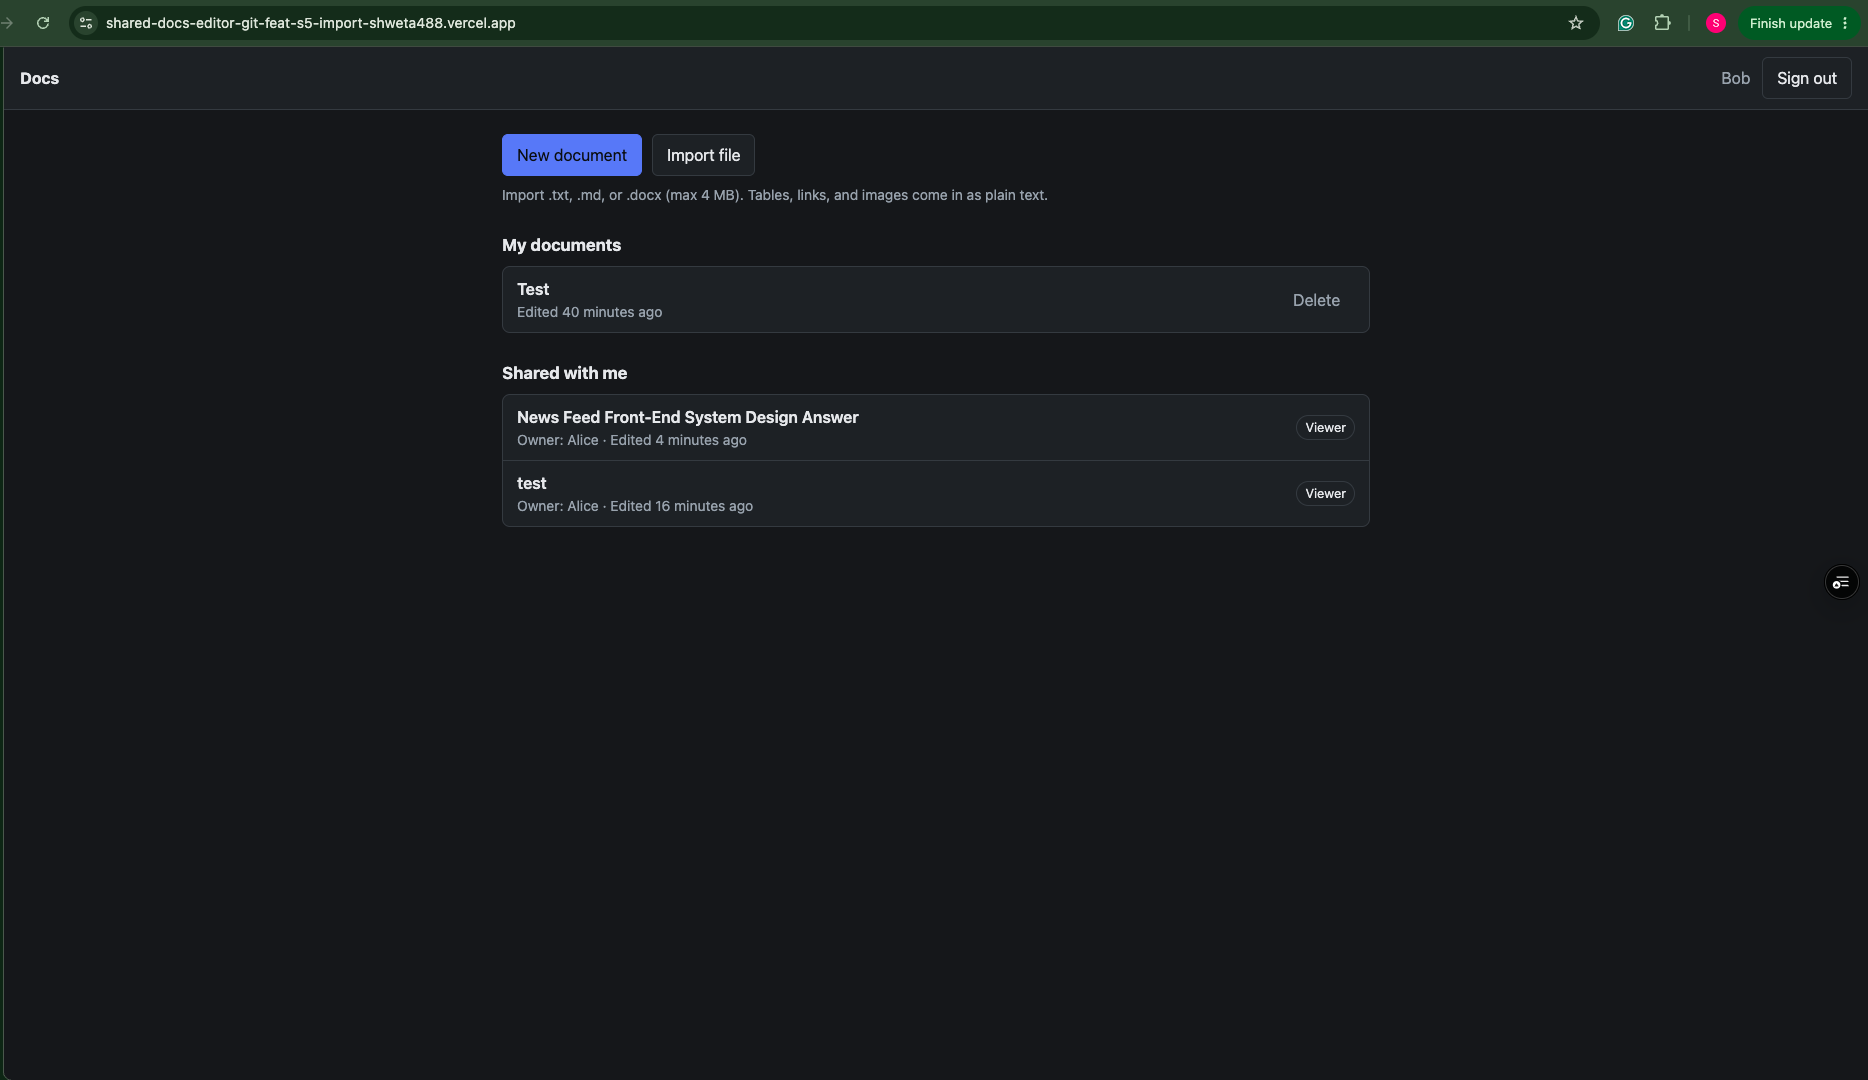 shared-docs-editor-git-feat-s5-import-shweta488.vercel.app
S
Finish update
Docs
Bob
Sign out
New document
Import file
Import .txt, .md, or .docx (max 4 MB). Tables, links, and images come in as plain text.
My documents
Test
Edited 40 minutes ago
Delete
Shared with me
News Feed Front-End System Design Answer
Owner: Alice · Edited 4 minutes ago
Viewer
test
Owner: Alice · Edited 16 minutes ago
Viewer